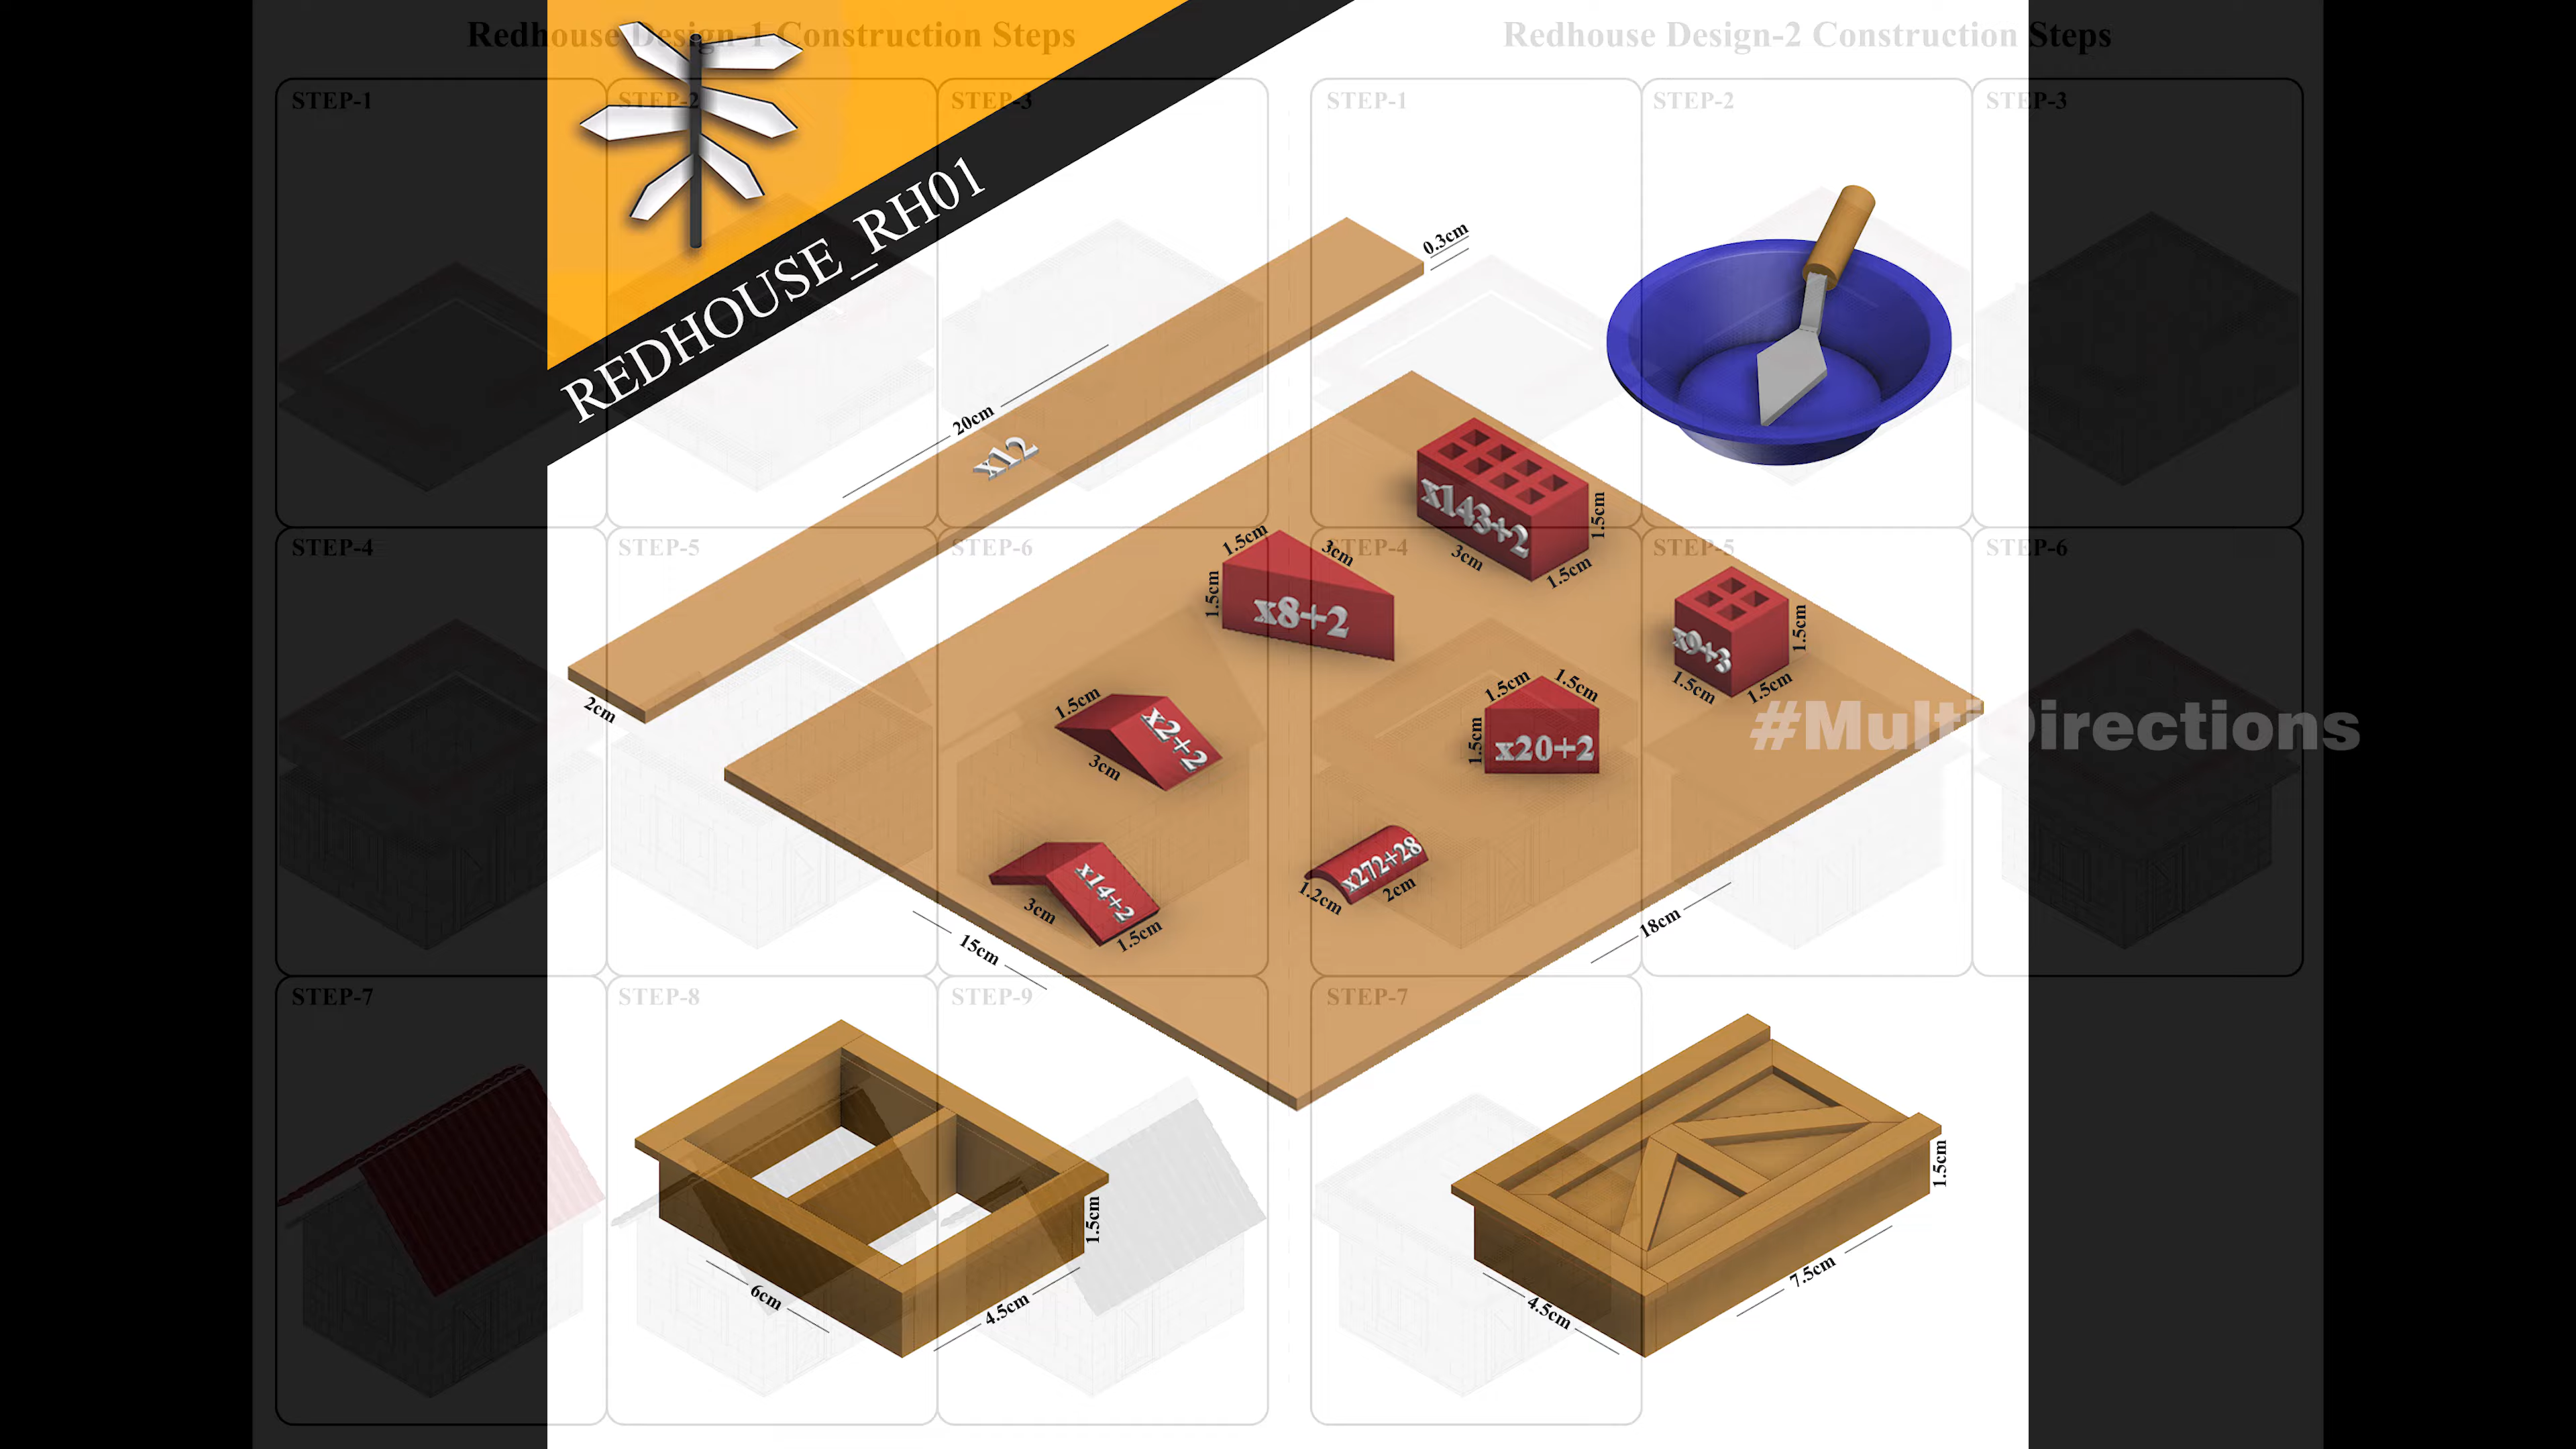 Redhouse Design-1 Construction Steps
Redhouse Design-2 Construction Steps
STEP-1
STEP-2
STEP-3
STEP-1
STEP-2
STEP-3
REDHOUSE_RH01
0.3cm
20cm
x12
2cm
x143+2
3cm
1.5cm
1.5cm
STEP-4
STEP-5
STEP-6
STEP-4
STEP-5
STEP-6
1.5cm
3cm
1.5cm
x8+2
x9+3
1.5cm
1.5cm
1.5cm
1.5cm
x2+2
3cm
1.5cm
1.5cm
1.5cm
x20+2
#MultiDirections
x14+2
3cm
1.5cm
x272+28
1.2cm
2cm
15cm
18cm
STEP-7
STEP-8
STEP-9
STEP-7
6cm
4.5cm
1.5cm
4.5cm
7.5cm
1.5cm